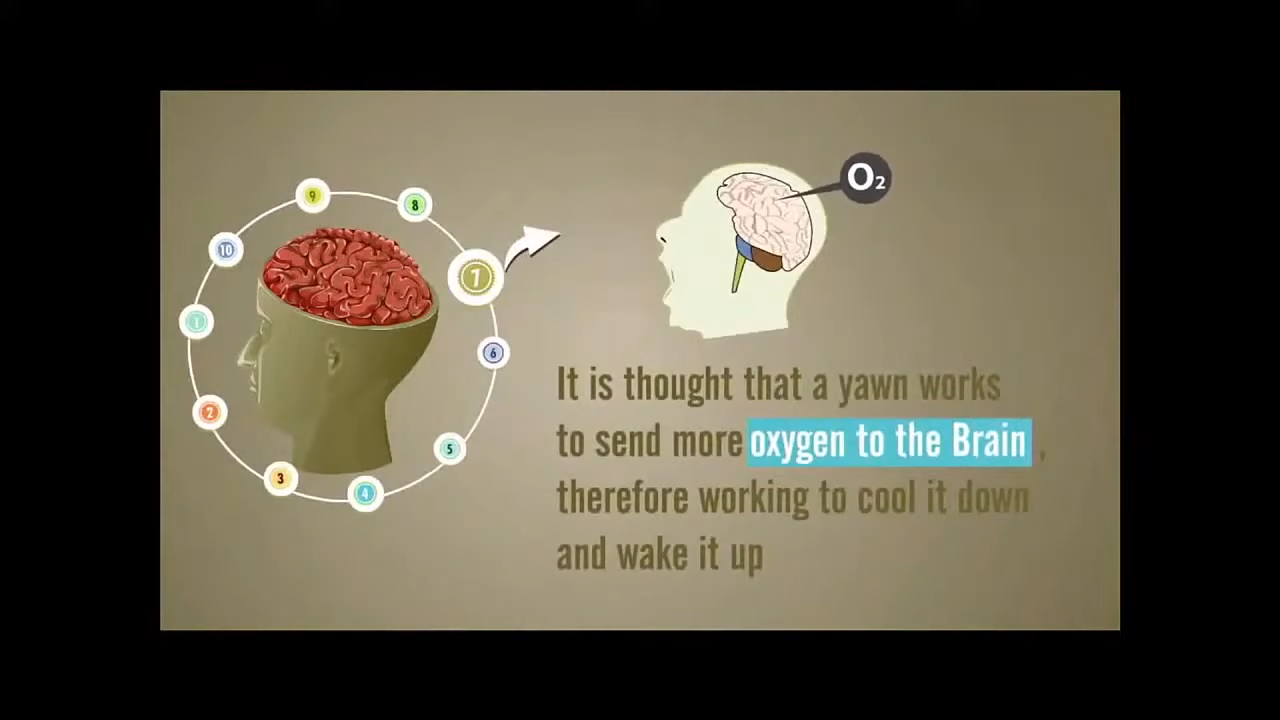 9
8
10
7
O2
1
6
2
5
3
4
It is thought that a yawn works
to send more oxygen to the Brain ,
therefore working to cool it down
and wake it up